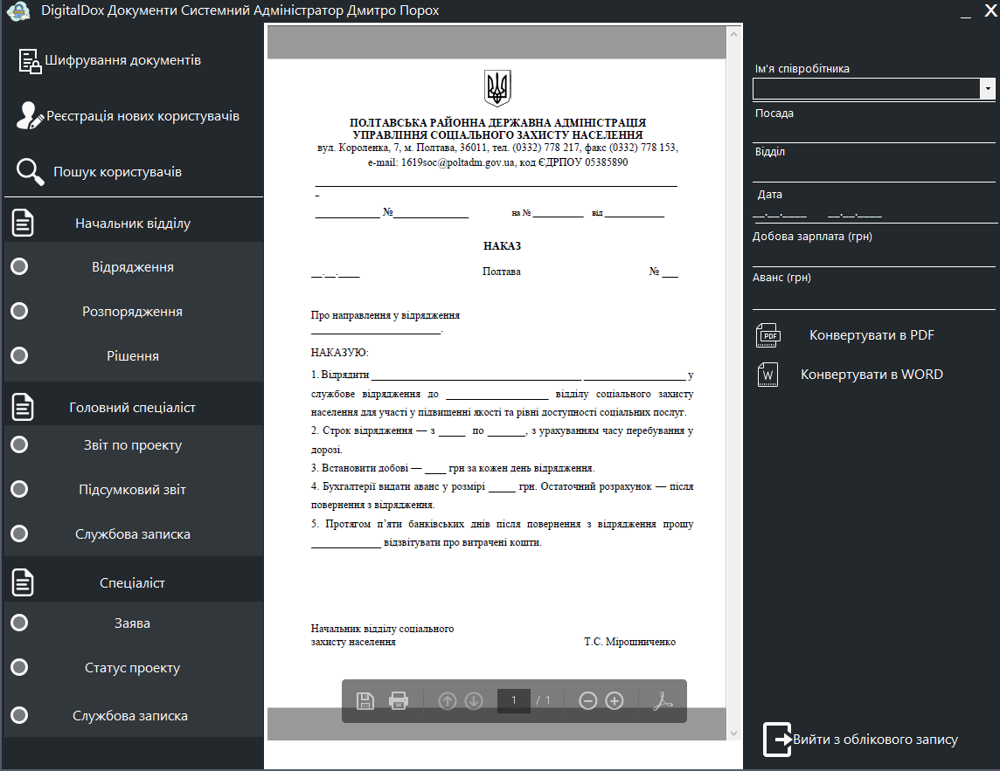 DigitalDox Документи Системний Адміністратор Дмитро Порох
_ X
Шифрування документів
Реєстрація нових користувачів
Пошук користувачів
Начальник відділу
Відрядження
Розпорядження
Рішення
Головний спеціаліст
Звіт по проекту
Підсумковий звіт
Службова записка
Спеціаліст
Заява
Статус проекту
Службова записка
ПОЛТАВСЬКА РАЙОННА ДЕРЖАВНА АДМІНІСТРАЦІЯ
УПРАВЛІННЯ СОЦІАЛЬНОГО ЗАХИСТУ НАСЕЛЕННЯ
вул. Короленка, 7, м. Полтава, 36011, тел. (0332) 778 217, факс (0332) 778 153,
e-mail: 1619soc@poltadm.gov.ua, код ЄДРПОУ 05385890
____________ №______________ на № __________ від ___________
НАКАЗ
__.__.____ Полтава № ___
Про направлення у відрядження
________________________.
НАКАЗУЮ:
1. Відрядити ______________________________________ ___________________ у
службове відрядження до ___________________ відділу соціального захисту
населення для участі у підвищенні якості та рівні доступності соціальних послуг.
2. Строк відрядження — з _____ по _______, з урахуванням часу перебування у
дорозі.
3. Встановити добові — ____ грн за кожен день відрядження.
4. Бухгалтерії видати аванс у розмірі _____ грн. Остаточний розрахунок — після
повернення з відрядження.
5. Протягом п’яти банківських днів після повернення з відрядження прошу
_____________ відзвітувати про витрачені кошти.
Начальник відділу соціального
захисту населення Т.С. Мірошниченко
1 / 1
Ім'я співробітника
Посада
Відділ
Дата
__.__.____ __.__.____
Добова зарплата (грн)
Аванс (грн)
PDF Конвертувати в PDF
W Конвертувати в WORD
Вийти з облікового запису